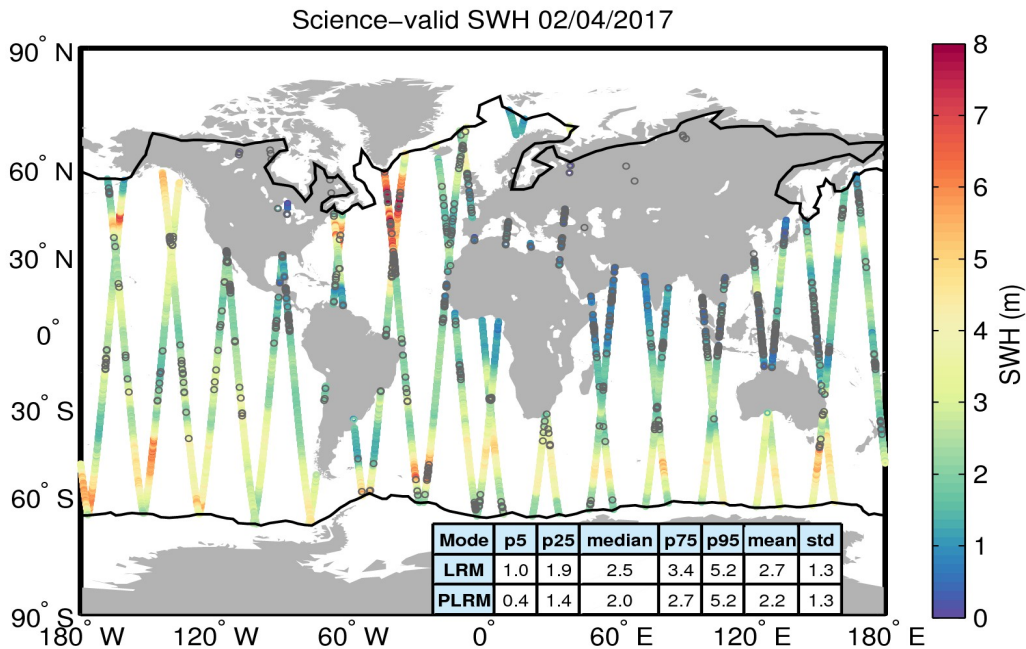 Science−valid SWH 02/04/2017
90° N
60° N
30° N
0°
30° S
60° S
90° S
180° W
120° W
60° W
0°
60° E
120° E
180° E
Mode p5 p25 median p75 p95 mean std
LRM 1.0 1.9 2.5 3.4 5.2 2.7 1.3
PLRM 0.4 1.4 2.0 2.7 5.2 2.2 1.3
8
7
6
5
4
3
2
1
0
SWH (m)